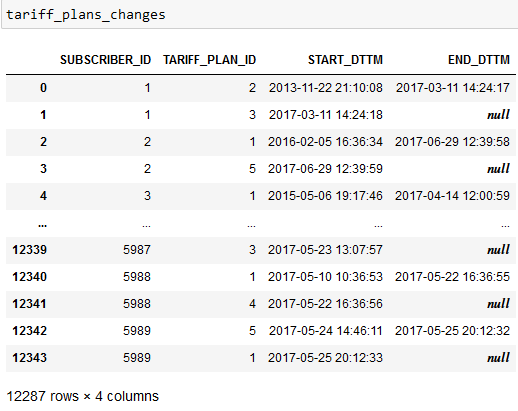 tariff_plans_changes
SUBSCRIBER_ID TARIFF_PLAN_ID START_DTTM END_DTTM
0 1 2 2013-11-22 21:10:08 2017-03-11 14:24:17
1 1 3 2017-03-11 14:24:18 null
2 2 1 2016-02-05 16:36:34 2017-06-29 12:39:58
3 2 5 2017-06-29 12:39:59 null
4 3 1 2015-05-06 19:17:46 2017-04-14 12:00:59
... ... ... ... ...
12339 5987 3 2017-05-23 13:07:57 null
12340 5988 1 2017-05-10 10:36:53 2017-05-22 16:36:55
12341 5988 4 2017-05-22 16:36:56 null
12342 5989 5 2017-05-24 14:46:11 2017-05-25 20:12:32
12343 5989 1 2017-05-25 20:12:33 null
12287 rows × 4 columns